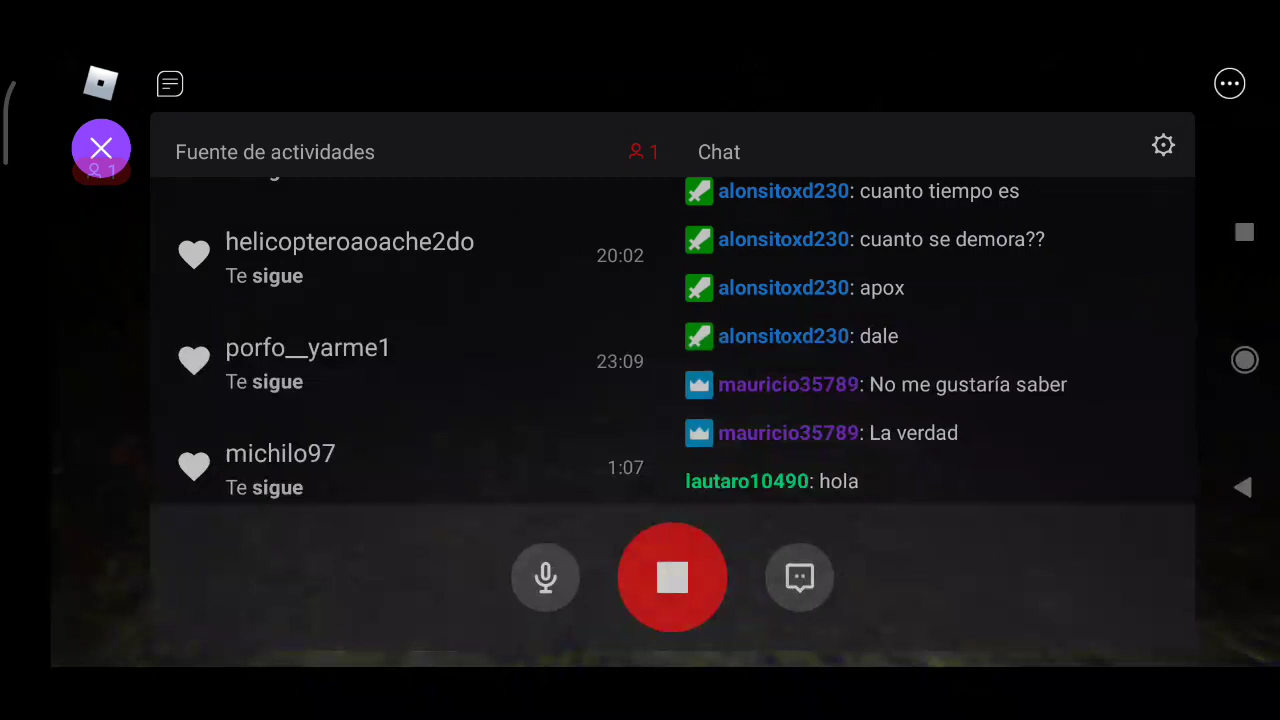 Fuente de actividades
1
Chat
1
helicopteroaoache2do
Te sigue
20:02
porfo__yarme1
Te sigue
23:09
michilo97
Te sigue
1:07
alonsitoxd230: cuanto tiempo es
alonsitoxd230: cuanto se demora??
alonsitoxd230: apox
alonsitoxd230: dale
mauricio35789: No me gustaría saber
mauricio35789: La verdad
lautaro10490: hola